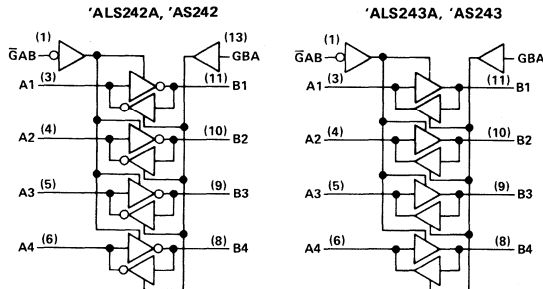 'ALS242A, 'AS242
(1) (13)
G̅AB GBA
A1 (3) (11) B1
A2 (4) (10) B2
A3 (5) (9) B3
A4 (6) (8) B4
'ALS243A, 'AS243
(1)
G̅AB GBA
A1 (3) (11) B1
A2 (4) (10) B2
A3 (5) (9) B3
A4 (6) (8) B4